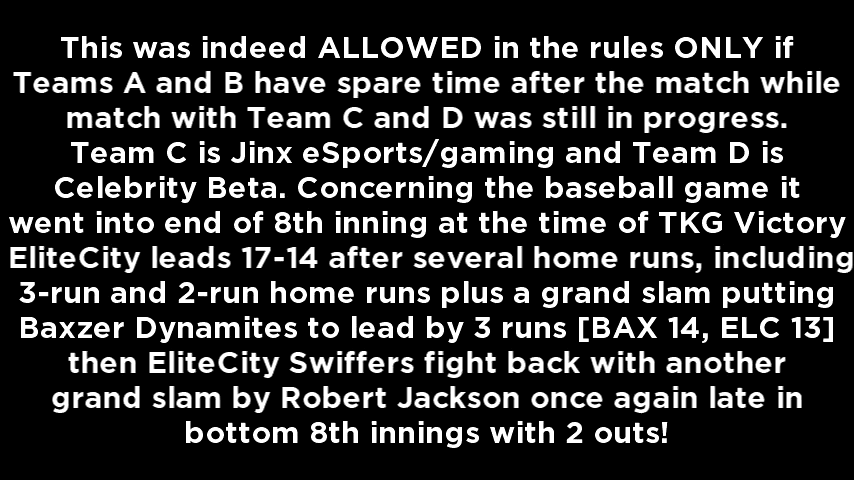 This was indeed ALLOWED in the rules ONLY if
Teams A and B have spare time after the match while
match with Team C and D was still in progress.
Team C is Jinx eSports/gaming and Team D is
Celebrity Beta. Concerning the baseball game it
went into end of 8th inning at the time of TKG Victory
EliteCity leads 17-14 after several home runs, including
3-run and 2-run home runs plus a grand slam putting
Baxzer Dynamites to lead by 3 runs [BAX 14, ELC 13]
then EliteCity Swiffers fight back with another
grand slam by Robert Jackson once again late in
bottom 8th innings with 2 outs!